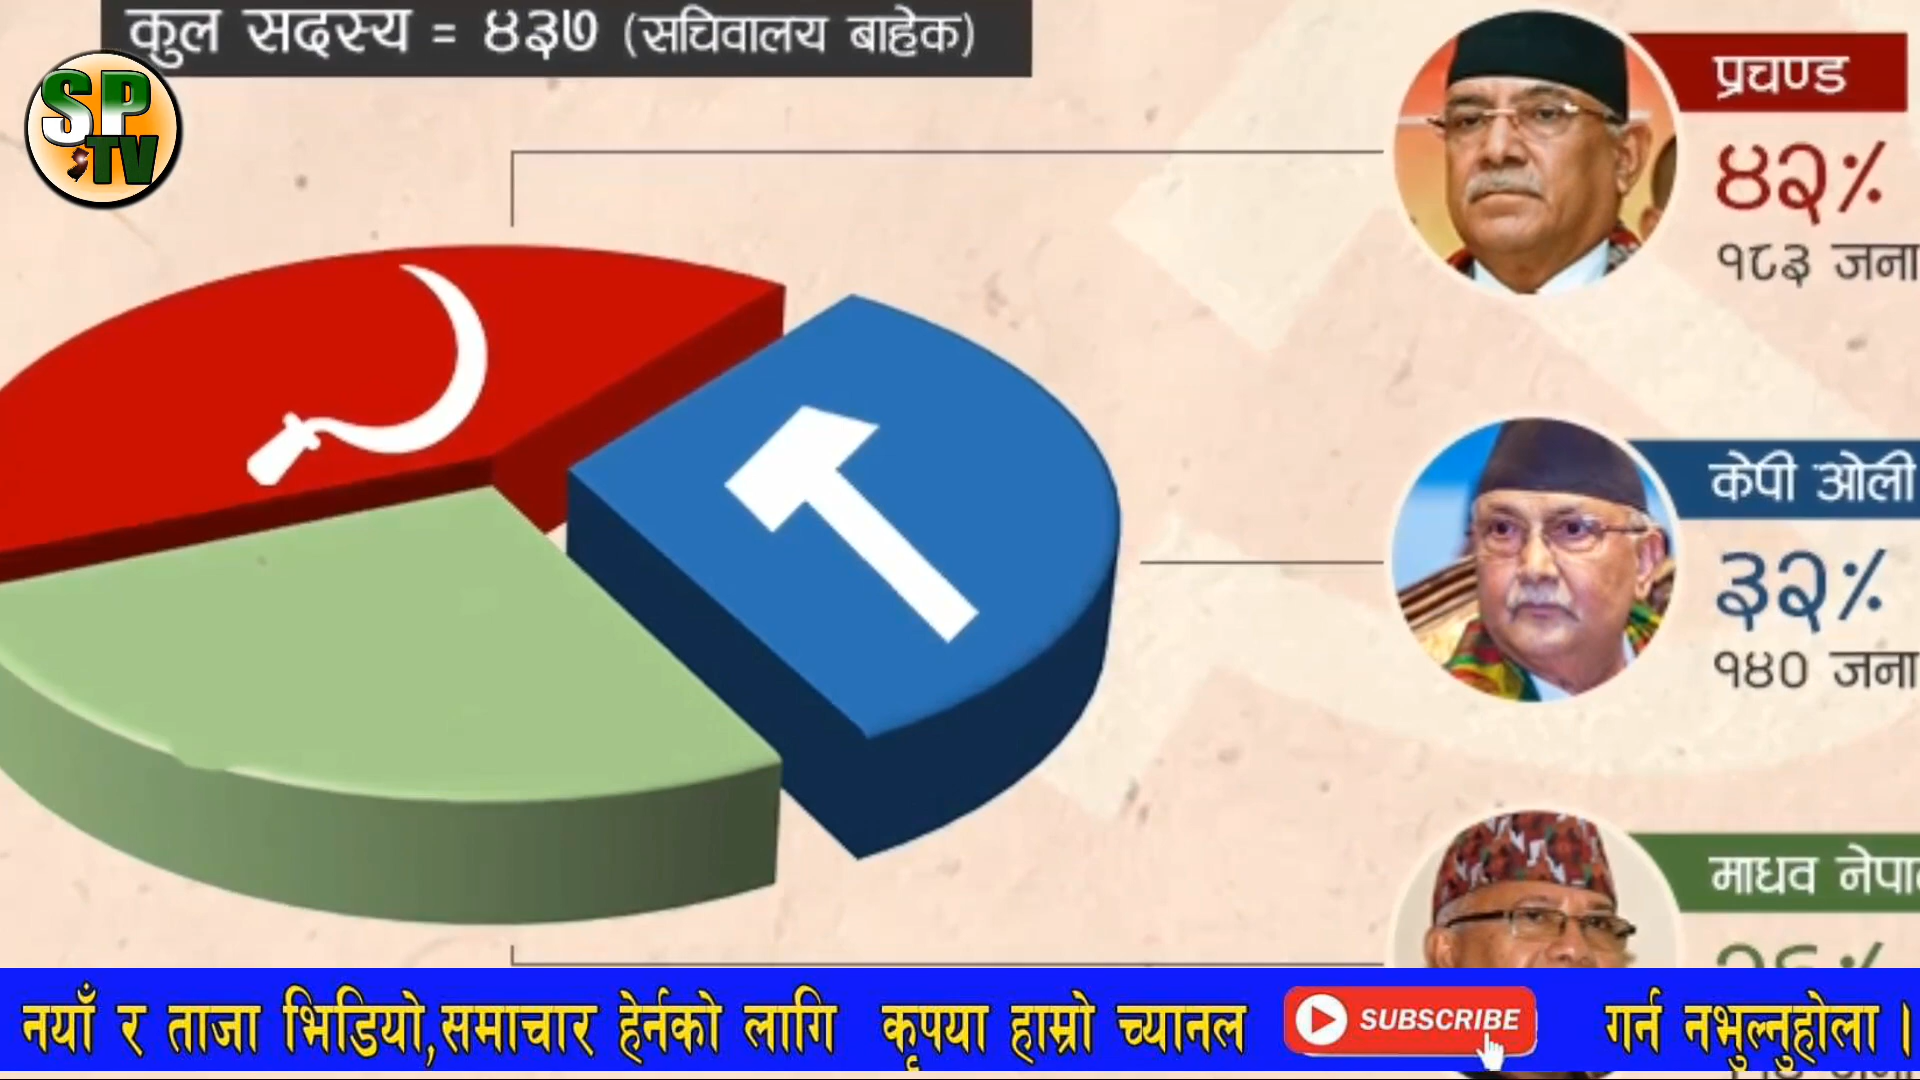 कुल सदस्य = ४३७ (सचिवालय बाहेक)
SP
TV
प्रचण्ड
४२%
१८३ जना
केपी ओली
३२%
१४० जना
माधव
नयाँ र ताजा भिडियो,समाचार हेर्नको लागि कृपया हाम्रो च्यानल SUBSCRIBE गर्न नभुल्नुहोला ।